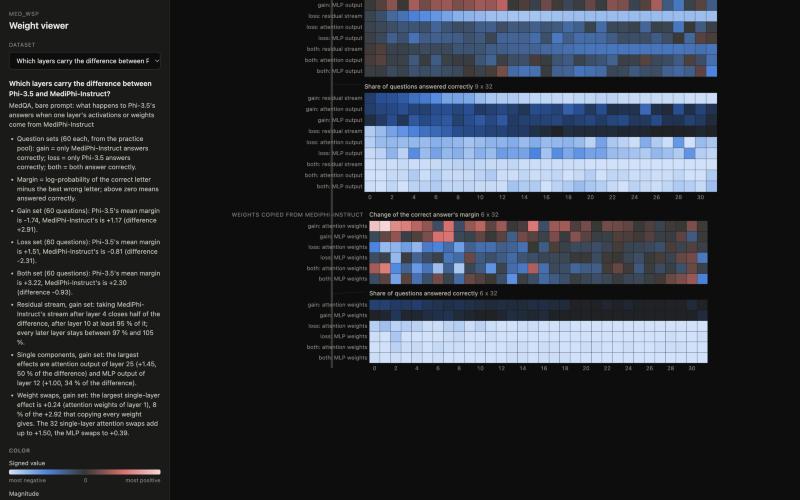 MED_WSP
Weight viewer
DATASET
Which layers carry the difference between F
Which layers carry the difference between
Phi-3.5 and MediPhi-Instruct?
MedQA, bare prompt: what happens to Phi-3.5's
answers when one layer's activations or weights
come from MediPhi-Instruct
• Question sets (60 each, from the practice
pool): gain = only MediPhi-Instruct answers
correctly; loss = only Phi-3.5 answers
correctly; both = both answer correctly.
• Margin = log-probability of the correct letter
minus the best wrong letter; above zero means
answered correctly.
• Gain set (60 questions): Phi-3.5's mean margin
is -1.74, MediPhi-Instruct's is +1.17 (difference
+2.91).
• Loss set (60 questions): Phi-3.5's mean margin
is +1.51, MediPhi-Instruct's is -0.81 (difference
-2.31).
• Both set (60 questions): Phi-3.5's mean margin
is +3.22, MediPhi-Instruct's is +2.30
(difference -0.93).
• Residual stream, gain set: taking MediPhi-
Instruct's stream after layer 4 closes half of the
difference, after layer 10 at least 95 % of it;
every later layer stays between 97 % and 105
%.
• Single components, gain set: the largest
effects are attention output of layer 25 (+1.45,
50 % of the difference) and MLP output of
layer 12 (+1.00, 34 % of the difference).
• Weight swaps, gain set: the largest single-layer
effect is +0.24 (attention weights of layer 1), 8
% of the +2.92 that copying every weight
gives. The 32 single-layer attention swaps add
up to +1.50, the MLP swaps to +0.39.
COLOR
Signed value
most negative 0 most positive
Magnitude
gain: MLP output
loss: residual stream
loss: attention output
loss: MLP output
both: residual stream
both: attention output
both: MLP output
Share of questions answered correctly 9 x 32
gain: residual stream
gain: attention output
gain: MLP output
loss: residual stream
loss: attention output
loss: MLP output
both: residual stream
both: attention output
both: MLP output
0 2 4 6 8 10 12 14 16 18 20 22 24 26 28 30
WEIGHTS COPIED FROM MEDIPHI-INSTRUCT Change of the correct answer's margin 6 x 32
gain: attention weights
gain: MLP weights
loss: attention weights
loss: MLP weights
both: attention weights
both: MLP weights
Share of questions answered correctly 6 x 32
gain: attention weights
gain: MLP weights
loss: attention weights
loss: MLP weights
both: attention weights
both: MLP weights
0 2 4 6 8 10 12 14 16 18 20 22 24 26 28 30